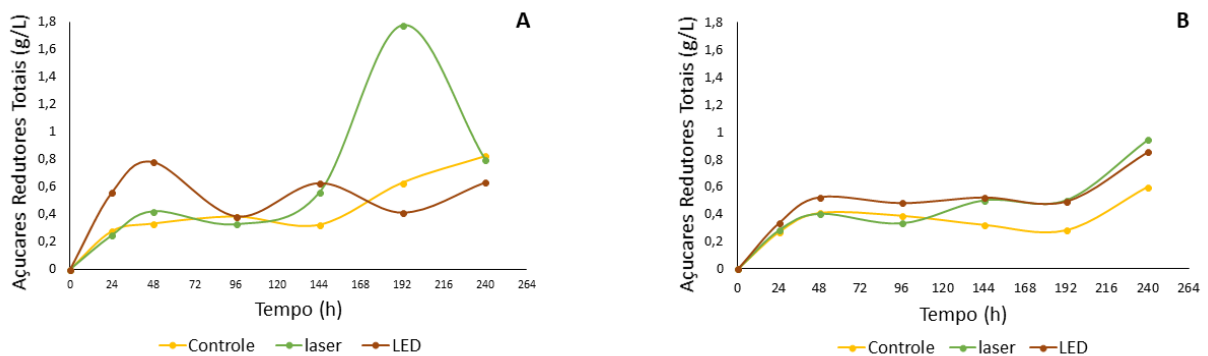 A
Açucares Redutores Totais (g/L)
1,8
1,6
1,4
1,2
1
0,8
0,6
0,4
0,2
0
0 24 48 72 96 120 144 168 192 216 240 264
Tempo (h)
Controle laser LED
B
Açucares Redutores Totais (g/L)
1,8
1,6
1,4
1,2
1
0,8
0,6
0,4
0,2
0
0 24 48 72 96 120 144 168 192 216 240 264
Tempo (h)
Controle laser LED